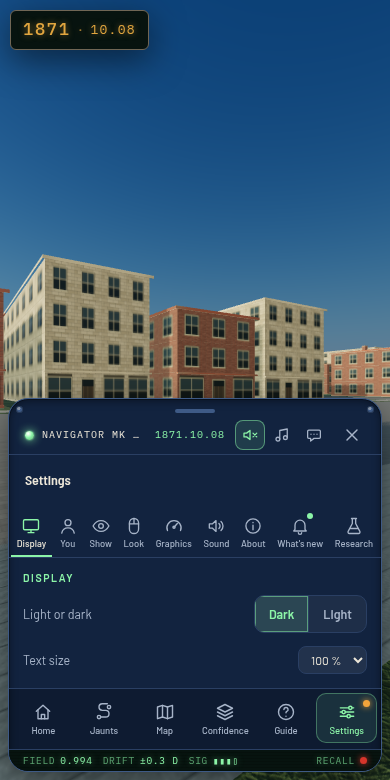 1871 · 10.08
NAVIGATOR MK … 1871.10.08
Settings
Display You Show Look Graphics Sound About What's new Research
DISPLAY
Light or dark Dark Light
Text size 100 %
Home Jaunts Map Confidence Guide Settings
FIELD 0.994 DRIFT ±0.3 D SIG RECALL